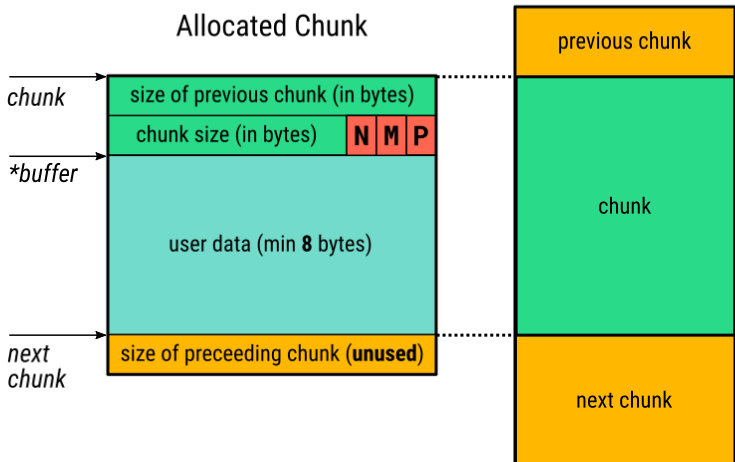 Allocated Chunk
previous chunk
chunk
size of previous chunk (in bytes)
chunk size (in bytes) N M P
*buffer
user data (min 8 bytes)
chunk
next
chunk
size of preceeding chunk (unused)
next chunk